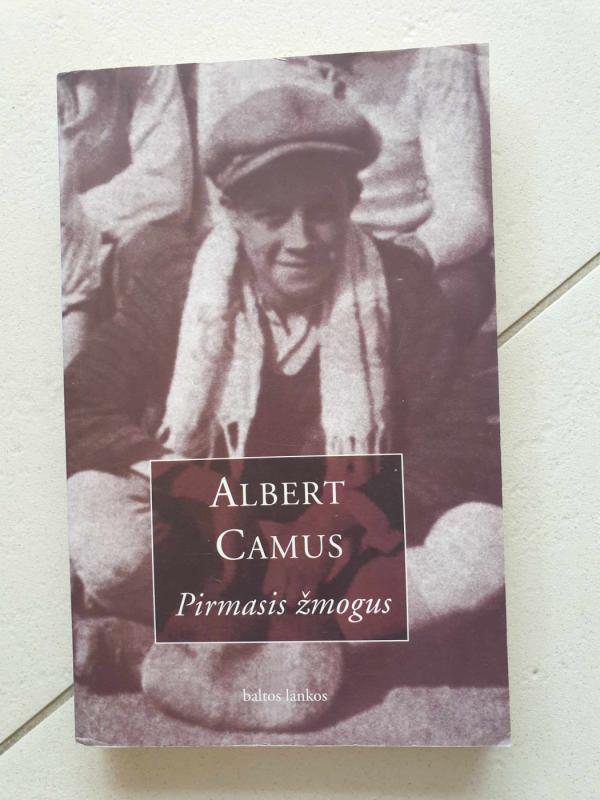 ALBERT
CAMUS
Pirmasis žmogus
baltos lankos